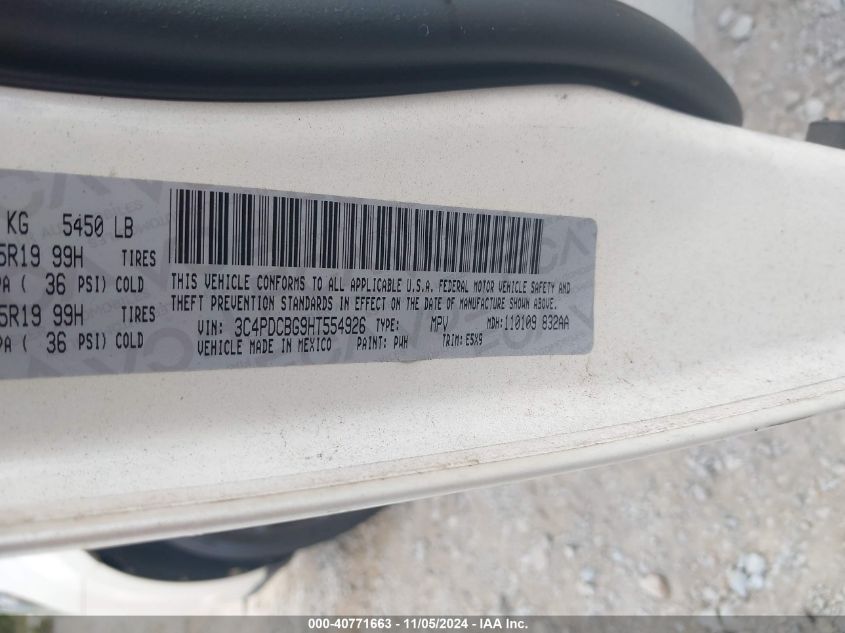 KG 5450 LB
5R19 99H TIRES
PA ( 36 PSI) COLD
5R19 99H TIRES
PA ( 36 PSI) COLD
THIS VEHICLE CONFORMS TO ALL APPLICABLE U.S.A. FEDERAL MOTOR VEHICLE SAFETY AND
THEFT PREVENTION STANDARDS IN EFFECT ON THE DATE OF MANUFACTURE SHOWN ABOVE.
VIN: 3C4PDCBG9HT554926 TYPE: MPV MDH: 110109 832AA
VEHICLE MADE IN MEXICO PAINT: PWH TRIM: E5X9
000-40771663 - 11/05/2024 - IAA Inc.